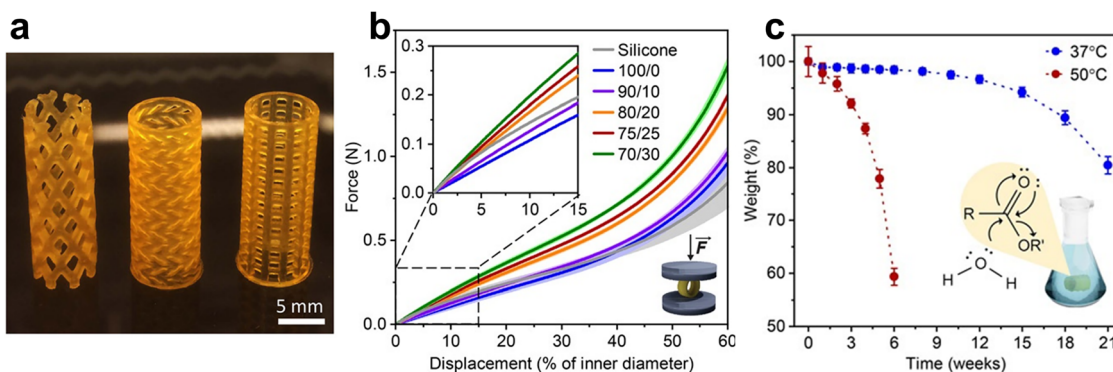 a
5 mm
b
Force (N)
1.5
1.0
0.5
0.0
0.3
0.2
0.1
0.0
0
5
10
15
Silicone
100/0
90/10
80/20
75/25
70/30
F
0 10 20 30 40 50 60
Displacement (% of inner diameter)
c
Weight (%)
110
100
90
80
70
60
50
37°C
50°C
R
O
OR'
O
H H
0 3 6 9 12 15 18 21
Time (weeks)